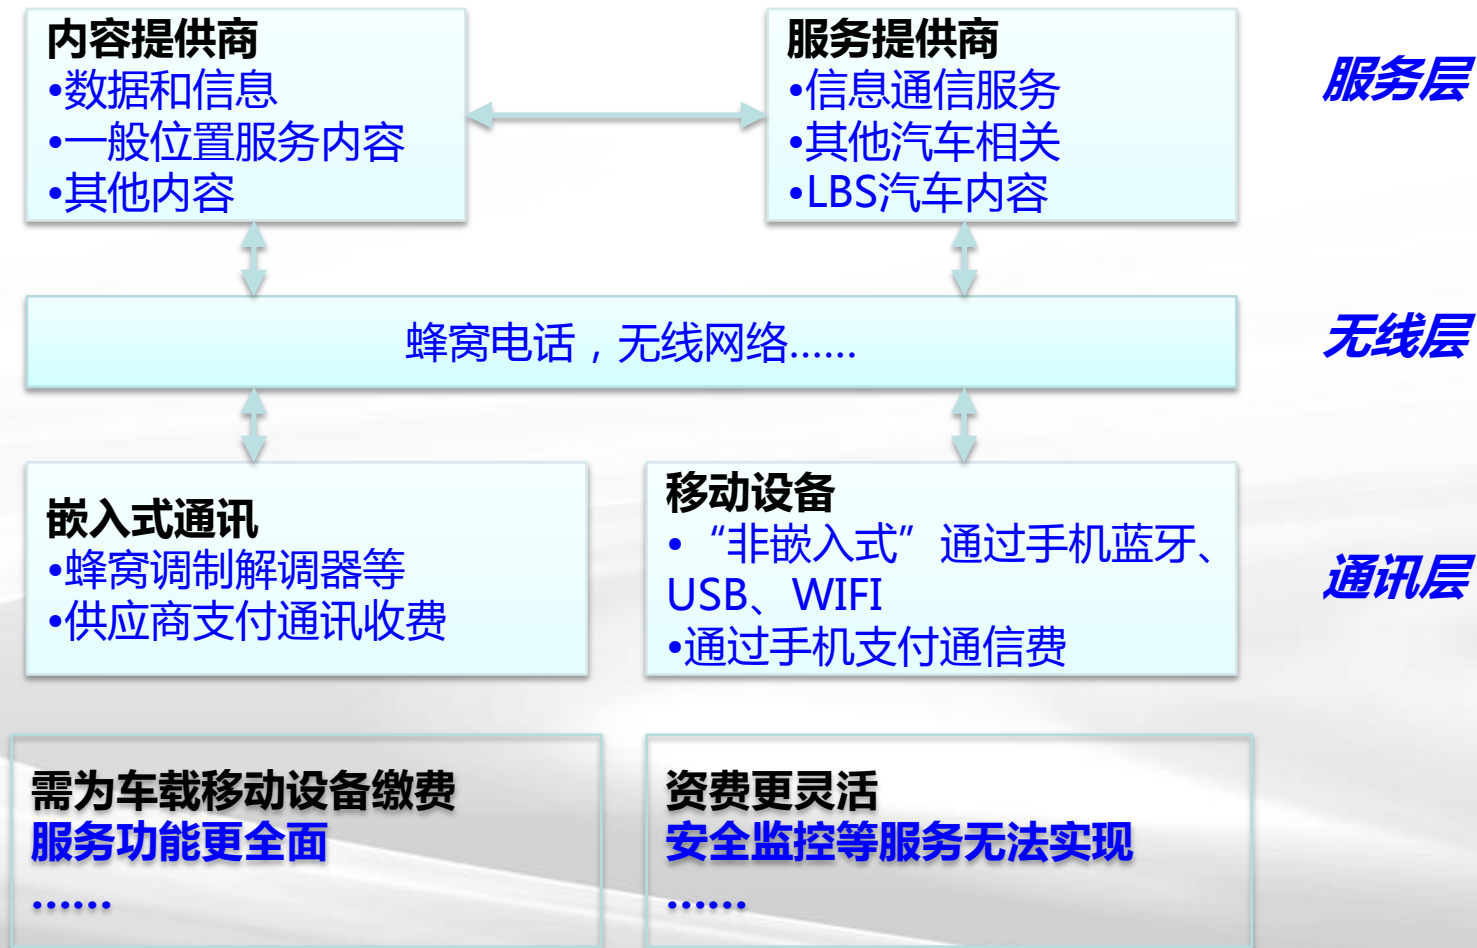 内容提供商
•数据和信息
•一般位置服务内容
•其他内容
服务提供商
•信息通信服务
•其他汽车相关
•LBS汽车内容
服务层
蜂窝电话，无线网络......
无线层
嵌入式通讯
•蜂窝调制解调器等
•供应商支付通讯收费
移动设备
•“非嵌入式”通过手机蓝牙、
USB、WIFI
•通过手机支付通信费
通讯层
需为车载移动设备缴费
服务功能更全面
......
资费更灵活
安全监控等服务无法实现
......